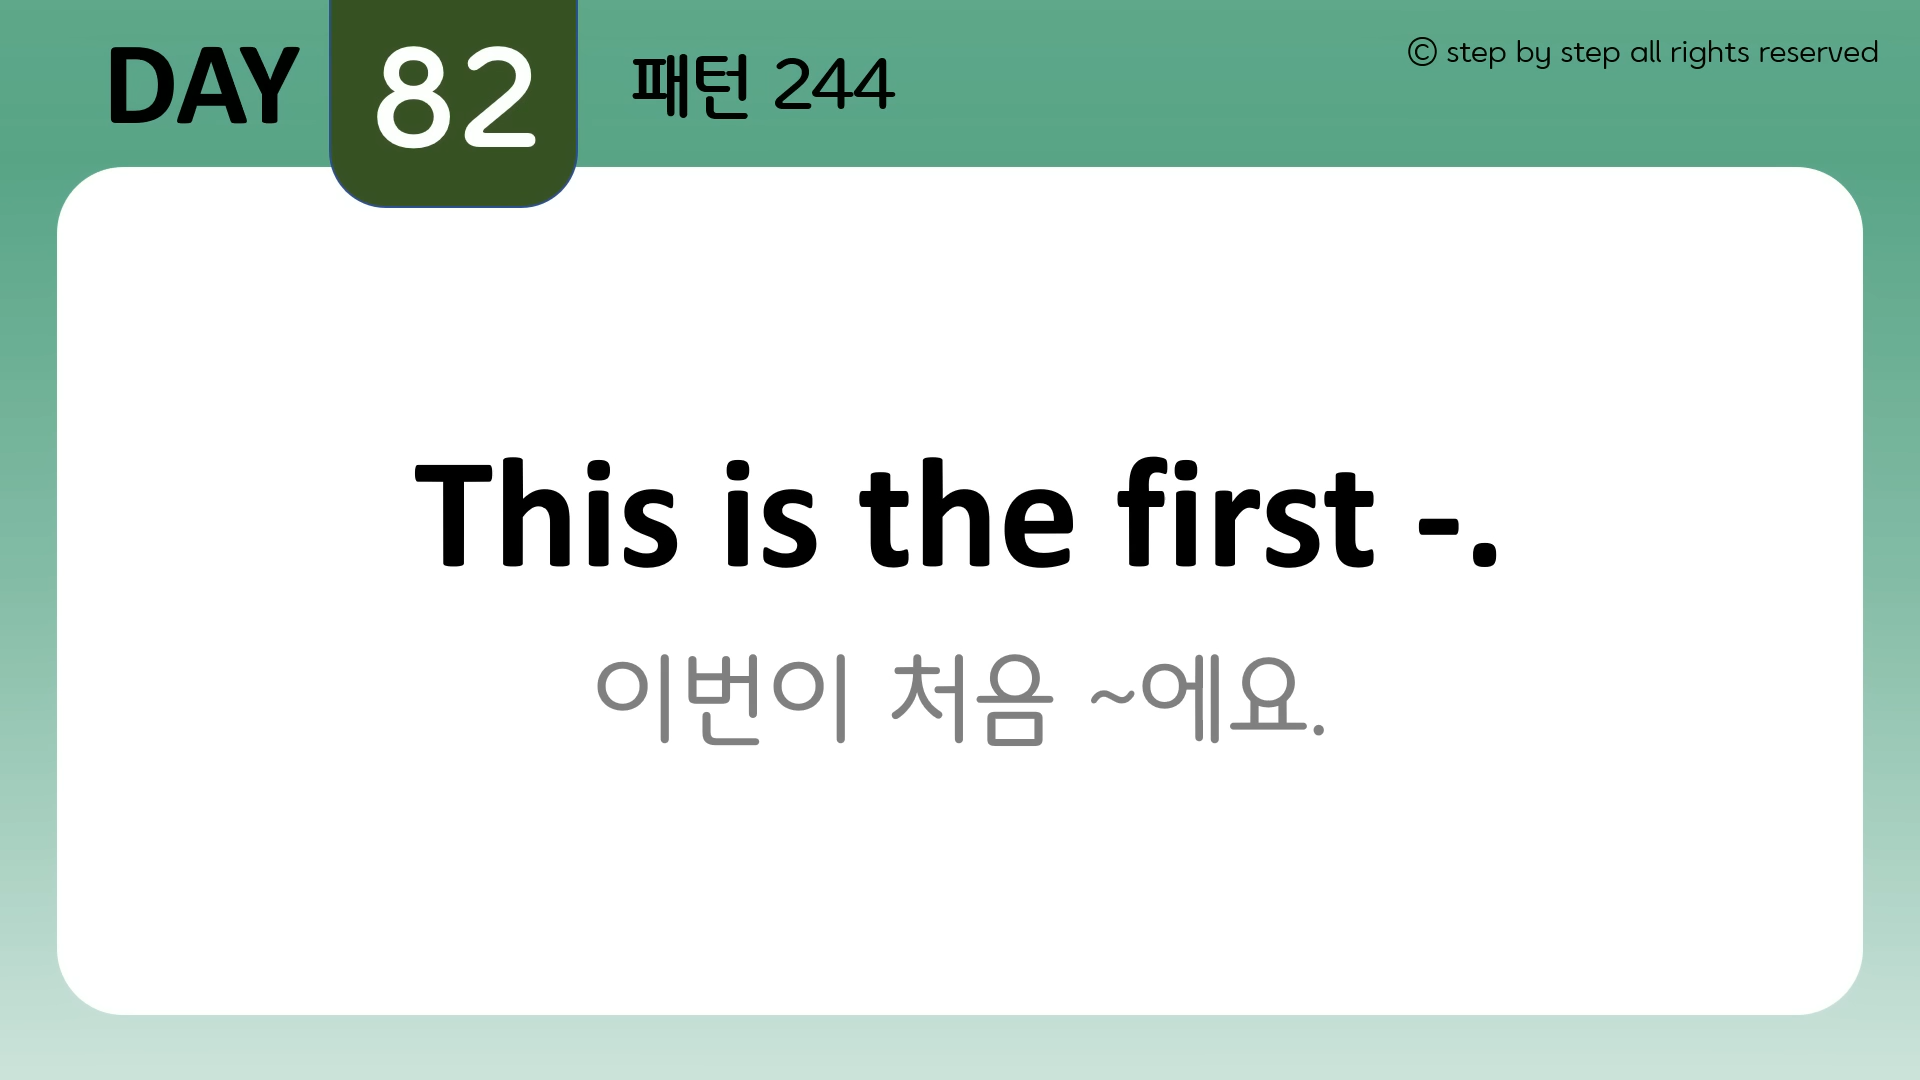 DAY 82 패턴 244
© step by step all rights reserved
This is the first -.
이번이 처음 ~에요.